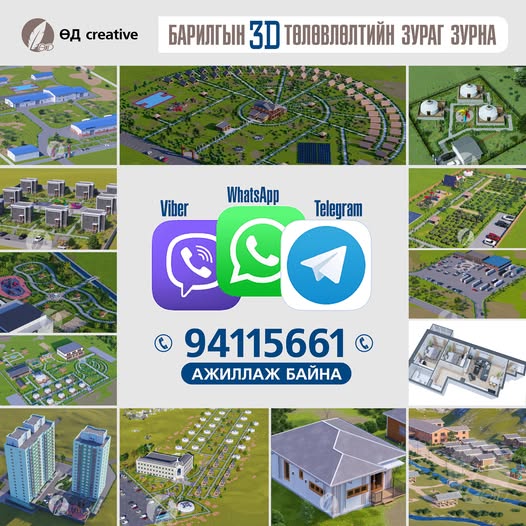 ӨД creative
БАРИЛГЫН 3D ТӨЛӨВЛӨЛТИЙН ЗУРАГ ЗУРНА
Viber
WhatsApp
Telegram
94115661
АЖИЛЛАЖ БАЙНА